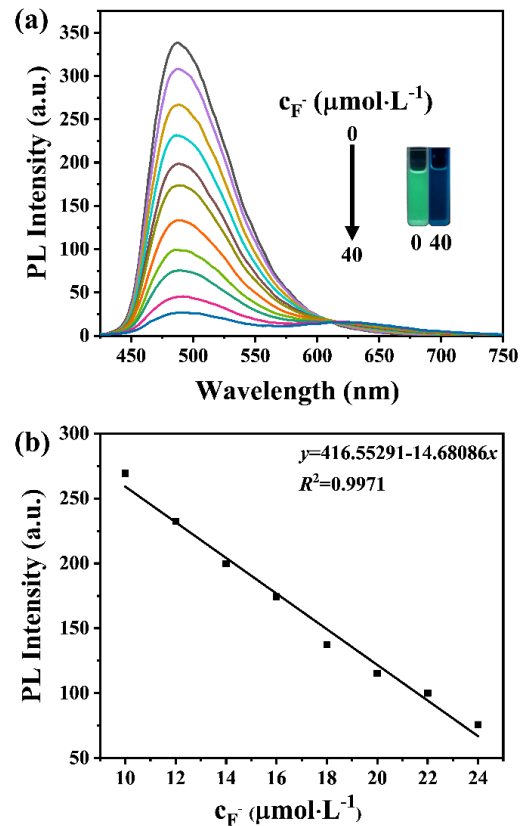 (a)
350
300
250
200
150
100
50
0
PL Intensity (a.u.)
c_F⁻ (μmol·L⁻¹)
0
40
0 40
450 500 550 600 650 700 750
Wavelength (nm)
(b)
300
250
200
150
100
50
PL Intensity (a.u.)
y=416.55291-14.68086x
R²=0.9971
10 12 14 16 18 20 22 24
c_F⁻ (μmol·L⁻¹)